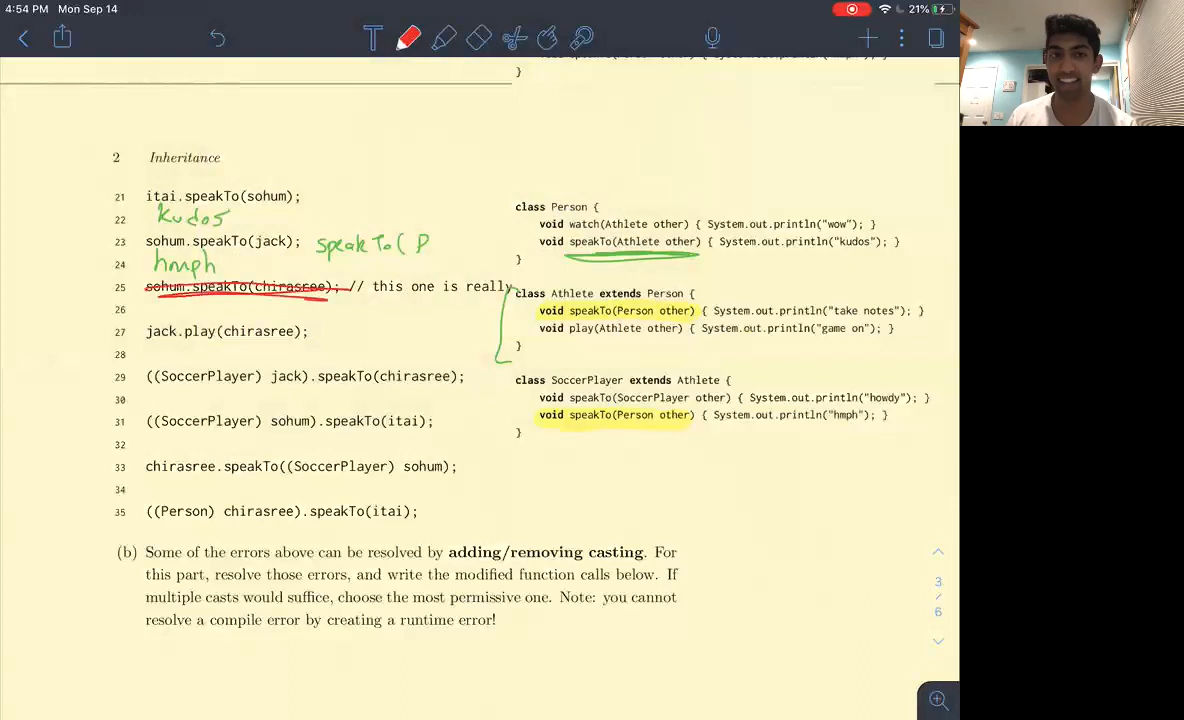 4:54 PM Mon Sep 14
21%
T
}
2 Inheritance
21 itai.speakTo(sohum);
22 kudos
23 sohum.speakTo(jack); speakTo( P
24 hmph
25 sohum.speakTo(chirasree); // this one is really
26
27 jack.play(chirasree);
28
29 ((SoccerPlayer) jack).speakTo(chirasree);
30
31 ((SoccerPlayer) sohum).speakTo(itai);
32
33 chirasree.speakTo((SoccerPlayer) sohum);
34
35 ((Person) chirasree).speakTo(itai);
class Person {
void watch(Athlete other) { System.out.println("wow"); }
void speakTo(Athlete other) { System.out.println("kudos"); }
}
class Athlete extends Person {
void speakTo(Person other) { System.out.println("take notes"); }
void play(Athlete other) { System.out.println("game on"); }
}
class SoccerPlayer extends Athlete {
void speakTo(SoccerPlayer other) { System.out.println("howdy"); }
void speakTo(Person other) { System.out.println("hmph"); }
}
(b) Some of the errors above can be resolved by adding/removing casting. For
this part, resolve those errors, and write the modified function calls below. If
multiple casts would suffice, choose the most permissive one. Note: you cannot
resolve a compile error by creating a runtime error!
3
/
6